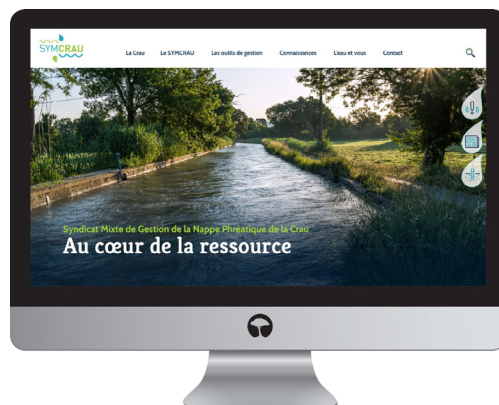 SYMCRAU
La Crau Le SYMCRAU Les outils de gestion Connaissances L'eau et vous Contact
Syndicat Mixte de Gestion de la Nappe Phréatique de la Crau
Au cœur de la ressource